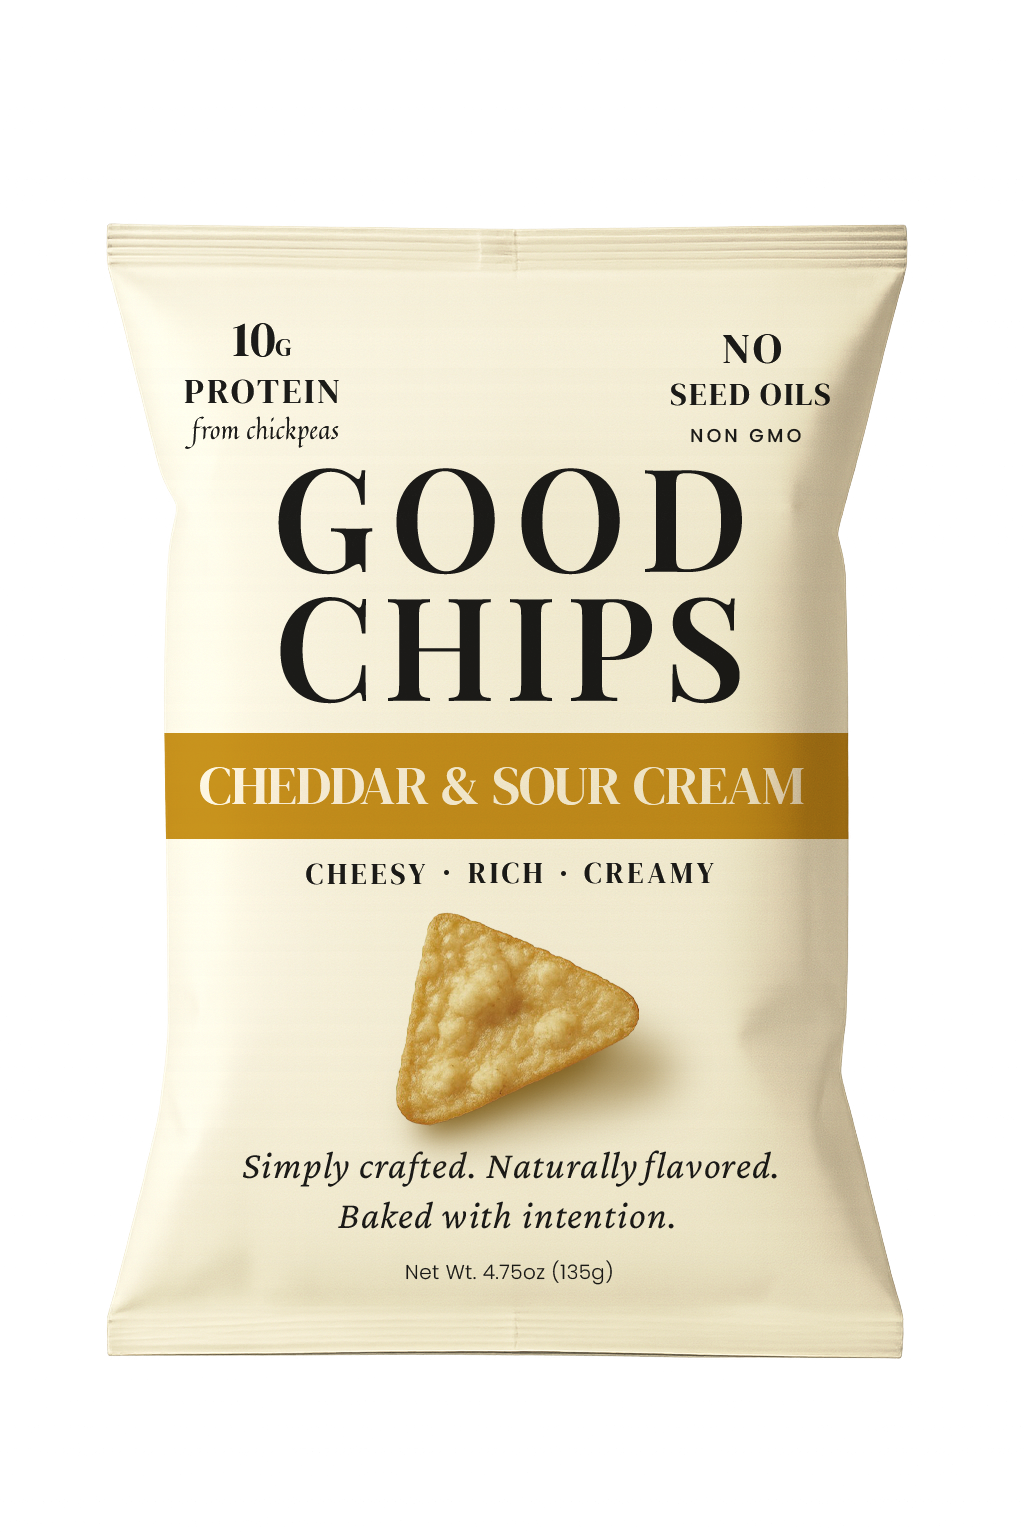 10G
PROTEIN
from chickpeas
NO
SEED OILS
NON GMO
GOOD
CHIPS
CHEDDAR & SOUR CREAM
CHEESY · RICH · CREAMY
Simply crafted. Naturally flavored.
Baked with intention.
Net Wt. 4.75oz (135g)